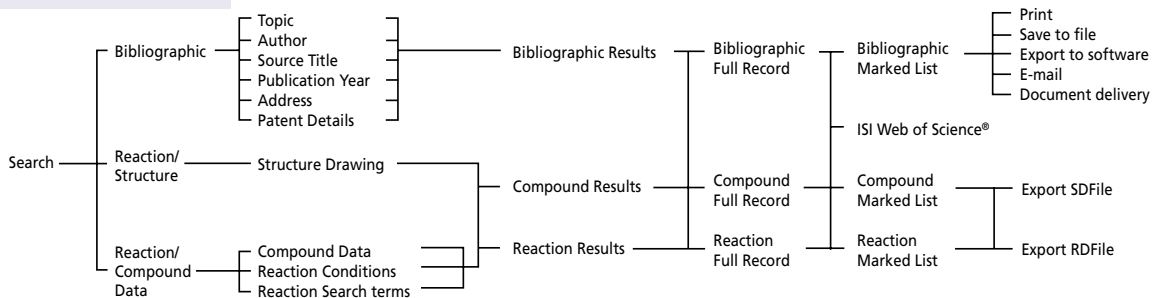 Search
Bibliographic
Topic
Author
Source Title
Publication Year
Address
Patent Details
Reaction/
Structure
Structure Drawing
Reaction/
Compound
Data
Compound Data
Reaction Conditions
Reaction Search terms
Bibliographic Results
Compound Results
Reaction Results
Bibliographic
Full Record
Compound
Full Record
Reaction
Full Record
Bibliographic
Marked List
ISI Web of Science®
Compound
Marked List
Reaction
Marked List
Print
Save to file
Export to software
E-mail
Document delivery
Export SDFile
Export RDFile